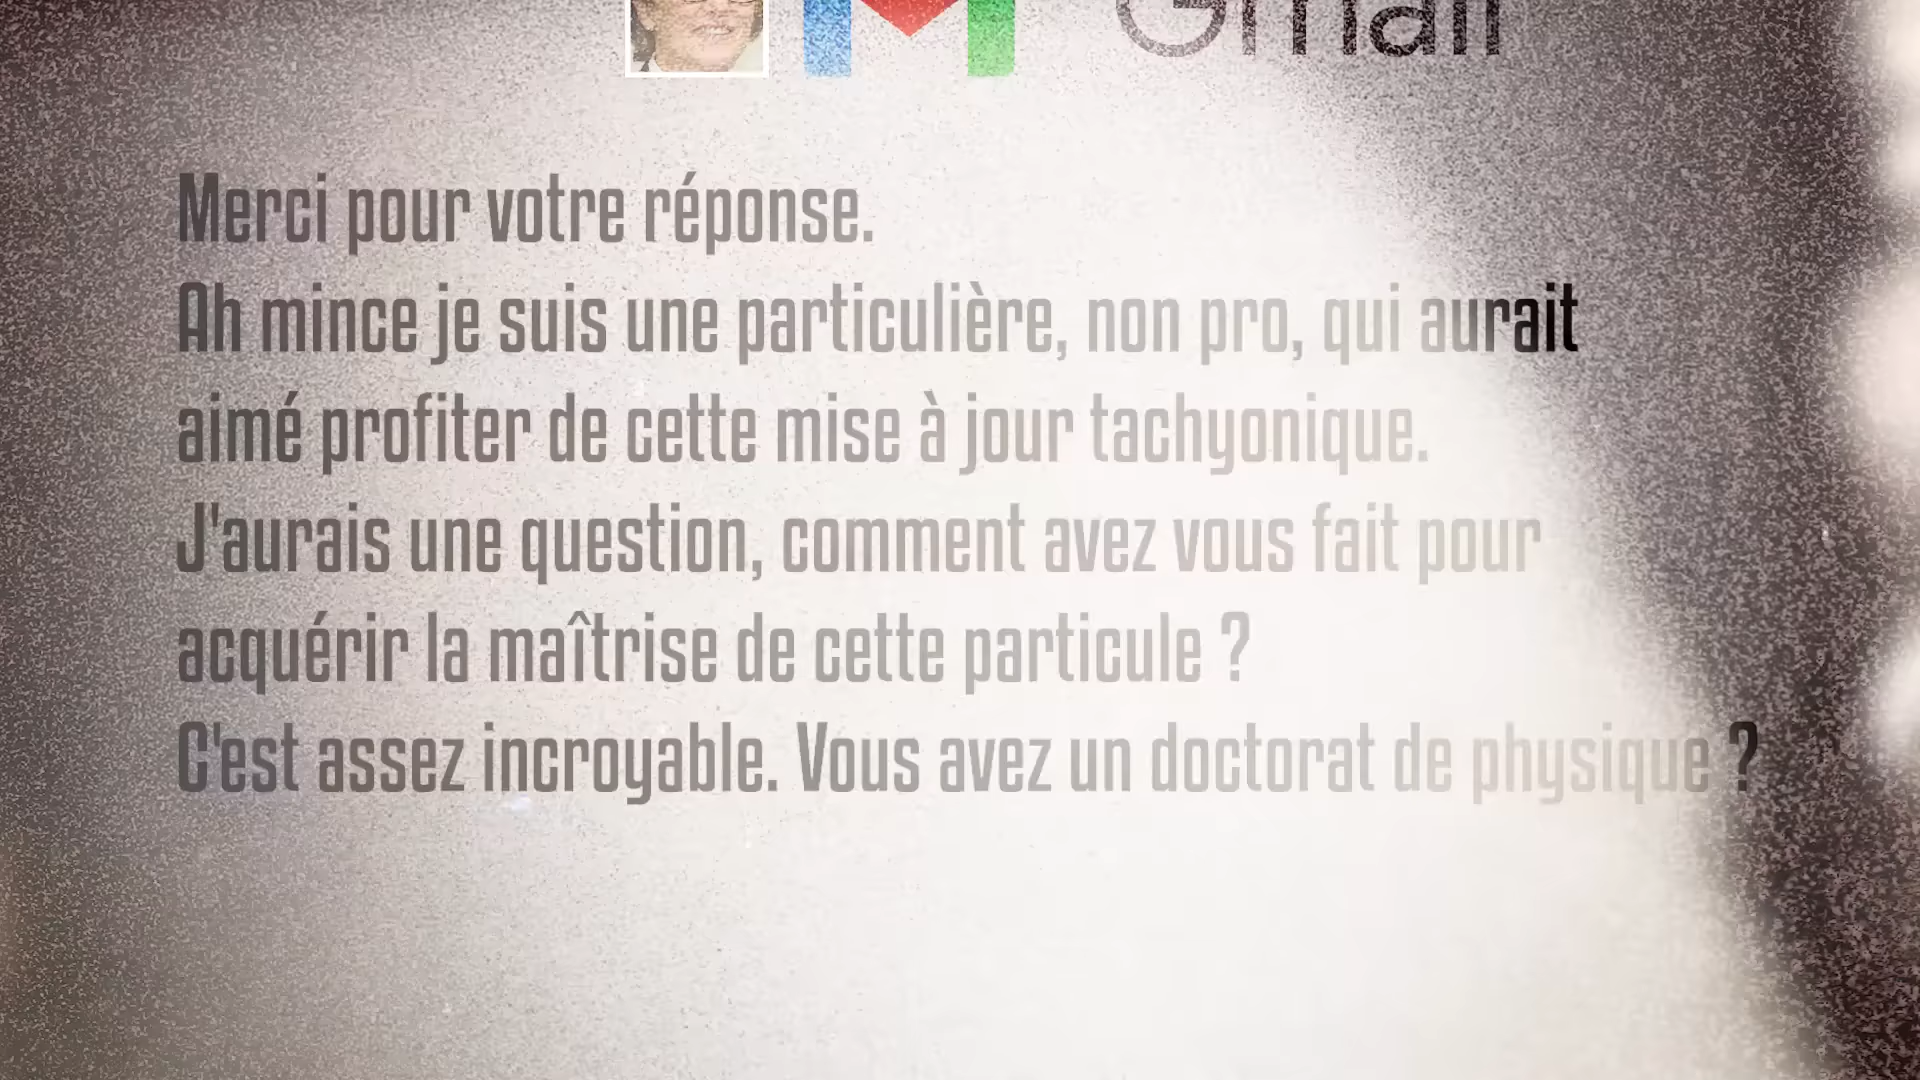 Gmail
Merci pour votre réponse.
Ah mince je suis une particulière, non pro, qui aurait
aimé profiter de cette mise à jour tachyonique.
J'aurais une question, comment avez vous fait pour
acquérir la maîtrise de cette particule ?
C'est assez incroyable. Vous avez un doctorat de physique ?